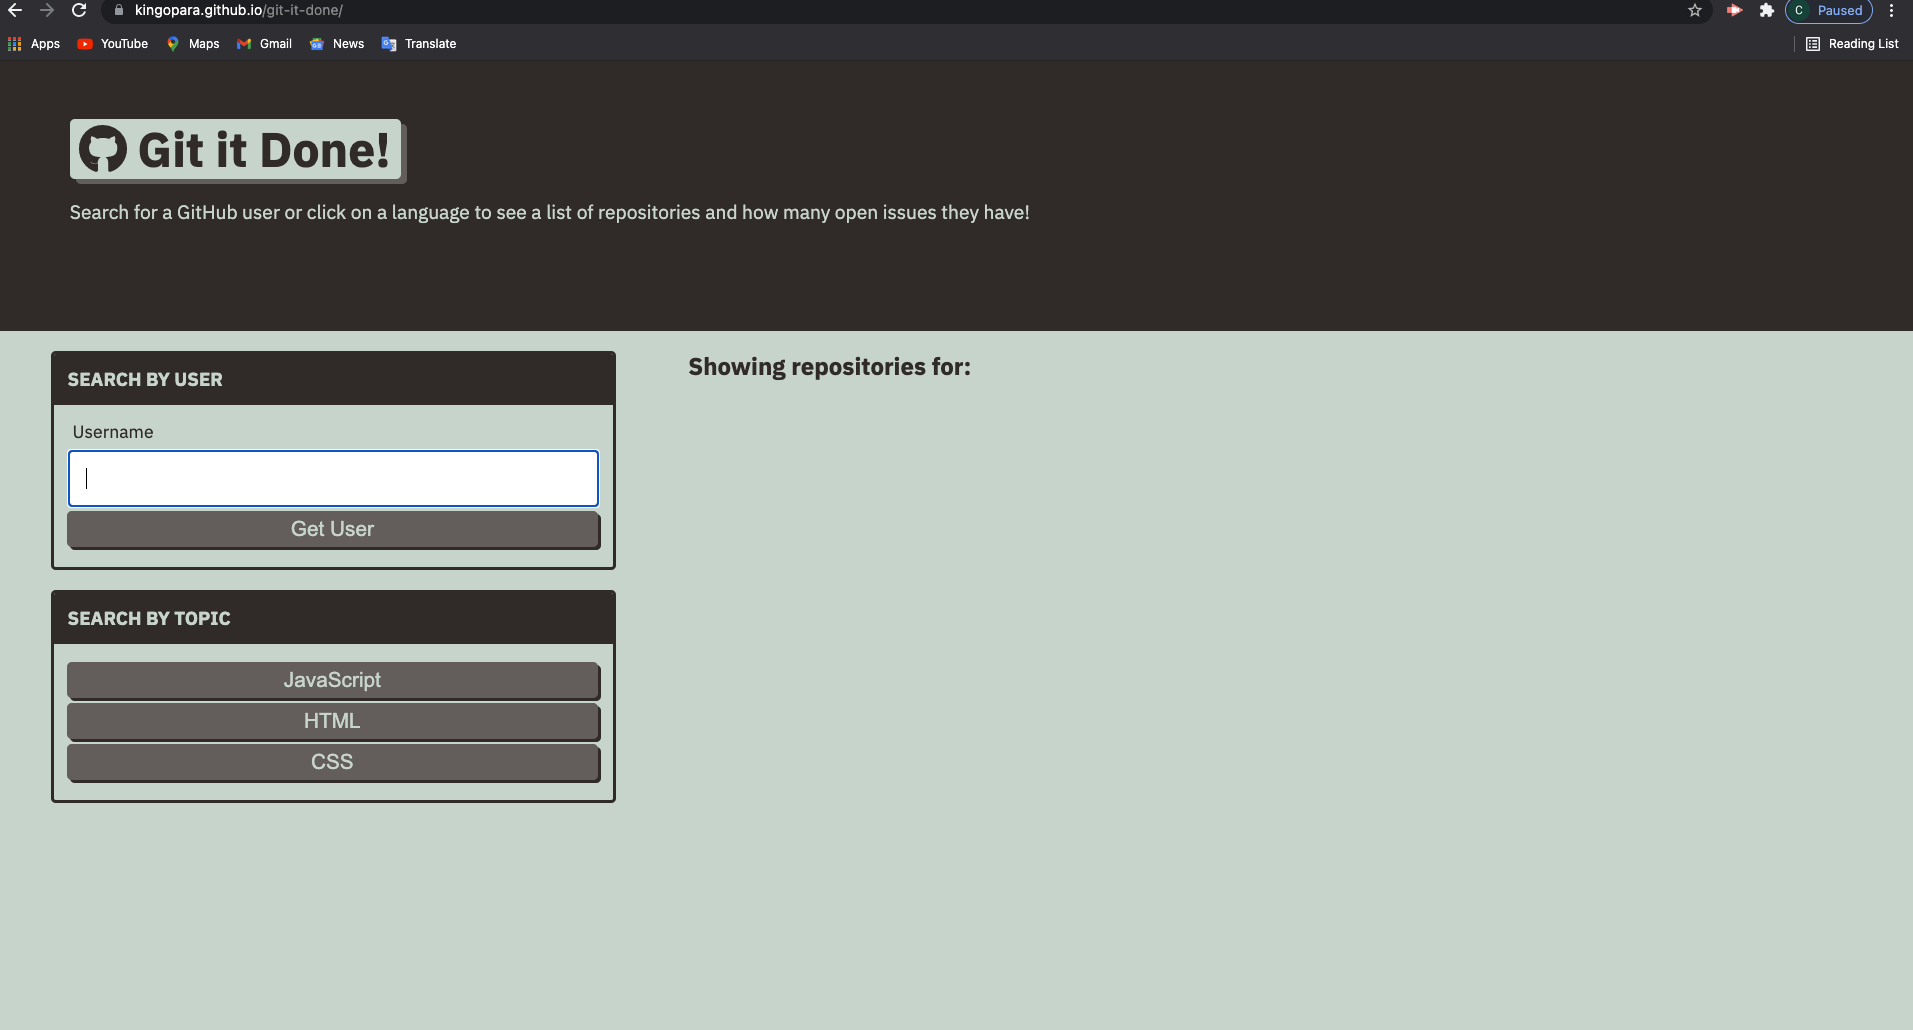 kingopara.github.io/git-it-done/
C Paused
Apps YouTube Maps Gmail News Translate Reading List
Git it Done!
Search for a GitHub user or click on a language to see a list of repositories and how many open issues they have!
SEARCH BY USER
Username
Get User
SEARCH BY TOPIC
JavaScript
HTML
CSS
Showing repositories for: